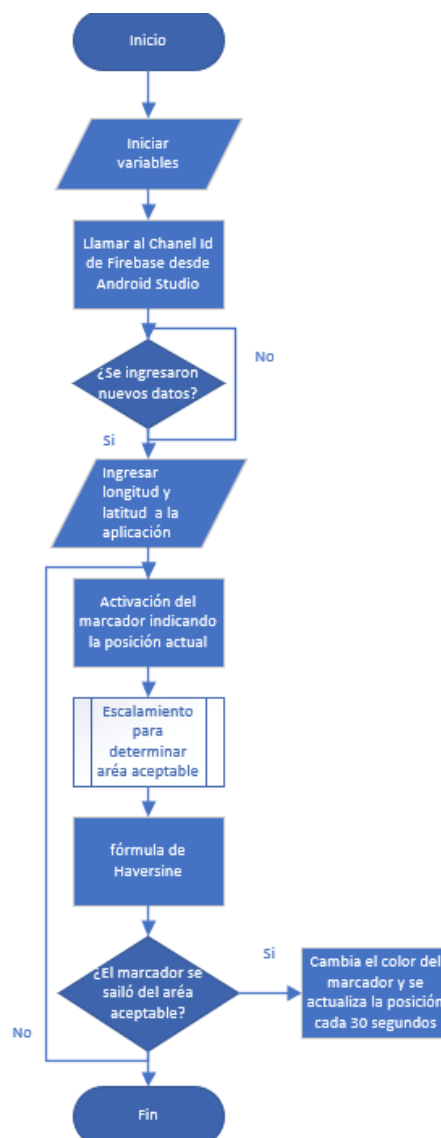 Inicio
Iniciar
variables
Llamar al Chanel Id
de Firebase desde
Android Studio
¿Se ingresaron
nuevos datos?
No
Si
Ingresar
longitud y
latitud a la
aplicación
Activación del
marcador indicando
la posición actual
Escalamiento
para
determinar
aréa aceptable
fórmula de
Haversine
¿El marcador se
sailó del aréa
aceptable?
Si
Cambia el color del
marcador y se
actualiza la posición
cada 30 segundos
No
Fin